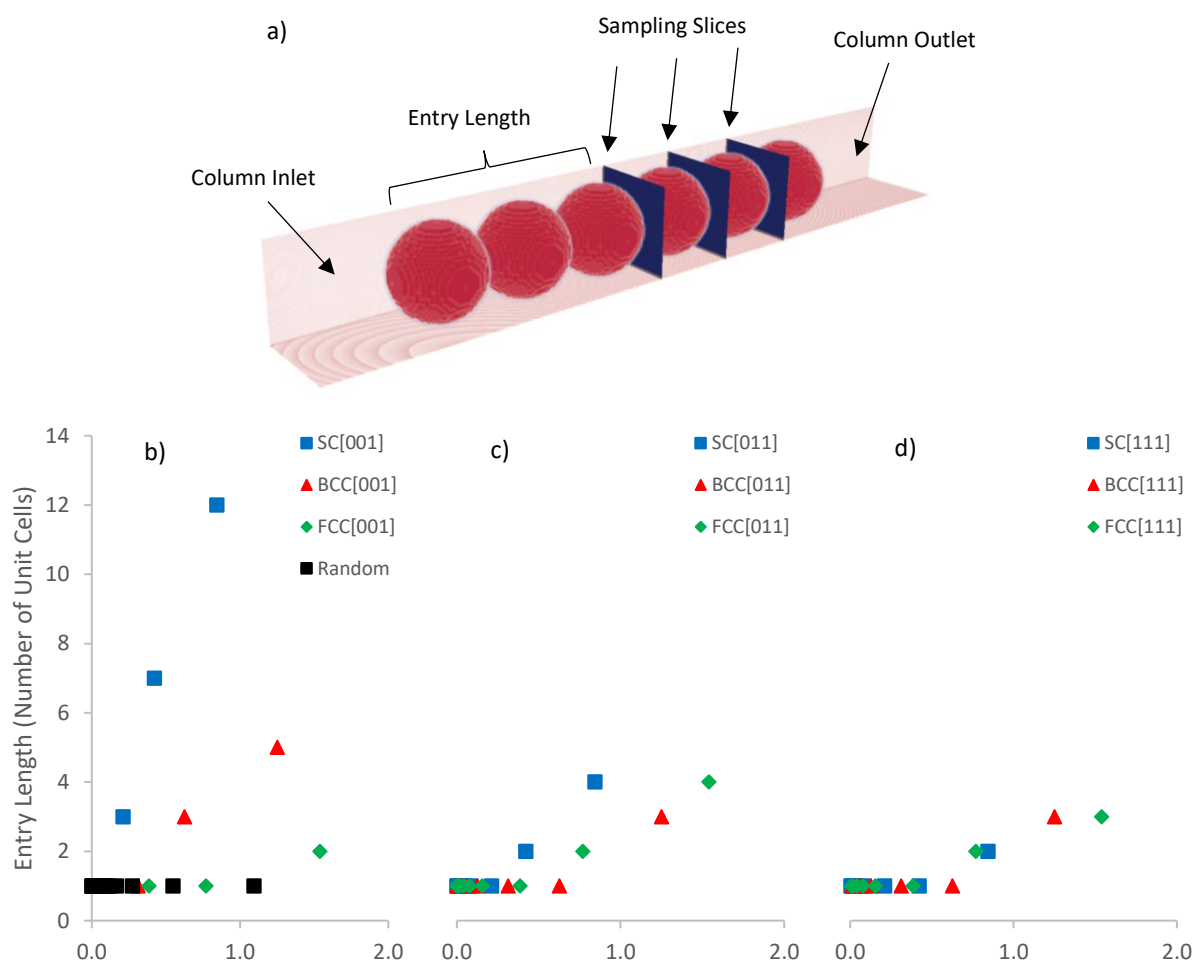 a)
Sampling Slices
Column Outlet
Entry Length
Column Inlet
Entry Length (Number of Unit Cells)
14
12
10
8
6
4
2
0
b)
SC[001]
BCC[001]
FCC[001]
Random
0.0 1.0 2.0
c)
SC[011]
BCC[011]
FCC[011]
0.0 1.0 2.0
d)
SC[111]
BCC[111]
FCC[111]
0.0 1.0 2.0